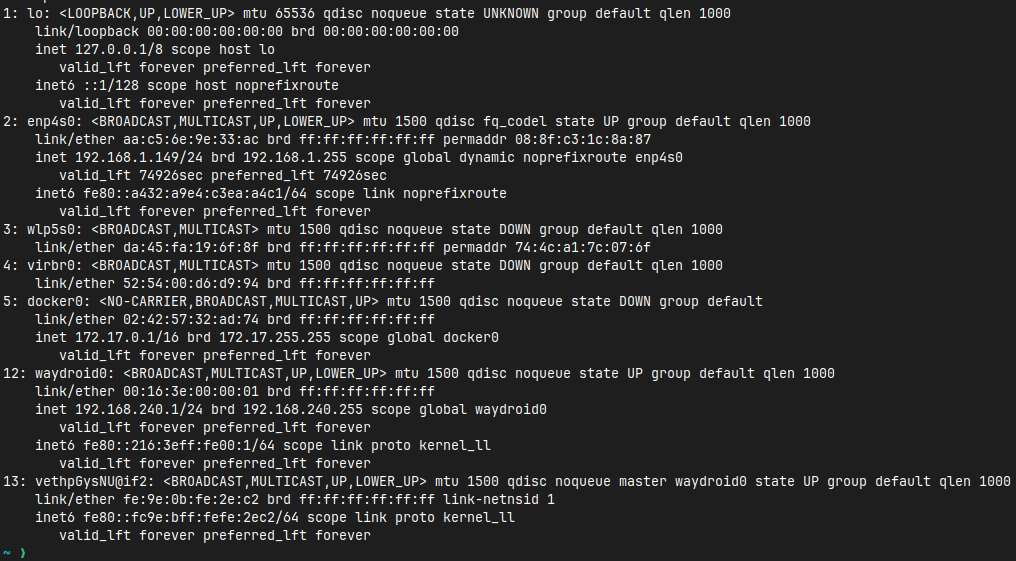 1: lo: <LOOPBACK,UP,LOWER_UP> mtu 65536 qdisc noqueue state UNKNOWN group default qlen 1000
    link/loopback 00:00:00:00:00:00 brd 00:00:00:00:00:00
    inet 127.0.0.1/8 scope host lo
       valid_lft forever preferred_lft forever
    inet6 ::1/128 scope host noprefixroute
       valid_lft forever preferred_lft forever
2: enp4s0: <BROADCAST,MULTICAST,UP,LOWER_UP> mtu 1500 qdisc fq_codel state UP group default qlen 1000
    link/ether aa:c5:6e:9e:33:ac brd ff:ff:ff:ff:ff:ff permaddr 08:8f:c3:1c:8a:87
    inet 192.168.1.149/24 brd 192.168.1.255 scope global dynamic noprefixroute enp4s0
       valid_lft 74926sec preferred_lft 74926sec
    inet6 fe80::a432:a9e4:c3ea:a4c1/64 scope link noprefixroute
       valid_lft forever preferred_lft forever
3: wlp5s0: <BROADCAST,MULTICAST> mtu 1500 qdisc noqueue state DOWN group default qlen 1000
    link/ether da:45:fa:19:6f:8f brd ff:ff:ff:ff:ff:ff permaddr 74:4c:a1:7c:07:6f
4: virbr0: <BROADCAST,MULTICAST> mtu 1500 qdisc noqueue state DOWN group default qlen 1000
    link/ether 52:54:00:d6:d9:94 brd ff:ff:ff:ff:ff:ff
5: docker0: <NO-CARRIER,BROADCAST,MULTICAST,UP> mtu 1500 qdisc noqueue state DOWN group default
    link/ether 02:42:57:32:ad:74 brd ff:ff:ff:ff:ff:ff
    inet 172.17.0.1/16 brd 172.17.255.255 scope global docker0
       valid_lft forever preferred_lft forever
12: waydroid0: <BROADCAST,MULTICAST,UP,LOWER_UP> mtu 1500 qdisc noqueue state UP group default qlen 1000
    link/ether 00:16:3e:00:00:01 brd ff:ff:ff:ff:ff:ff
    inet 192.168.240.1/24 brd 192.168.240.255 scope global waydroid0
       valid_lft forever preferred_lft forever
    inet6 fe80::216:3eff:fe00:1/64 scope link proto kernel_ll
       valid_lft forever preferred_lft forever
13: vethpGysNU@if2: <BROADCAST,MULTICAST,UP,LOWER_UP> mtu 1500 qdisc noqueue master waydroid0 state UP group default qlen 1000
    link/ether fe:9e:0b:fe:2e:c2 brd ff:ff:ff:ff:ff:ff link-netnsid 1
    inet6 fe80::fc9e:bff:fefe:2ec2/64 scope link proto kernel_ll
       valid_lft forever preferred_lft forever
~ ❯